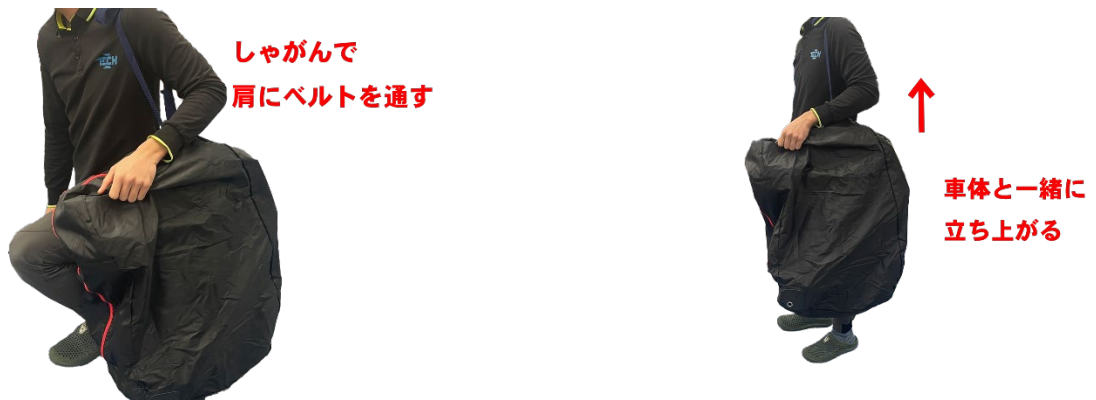 しゃがんで
肩にベルトを通す
車体と一緒に
立ち上がる